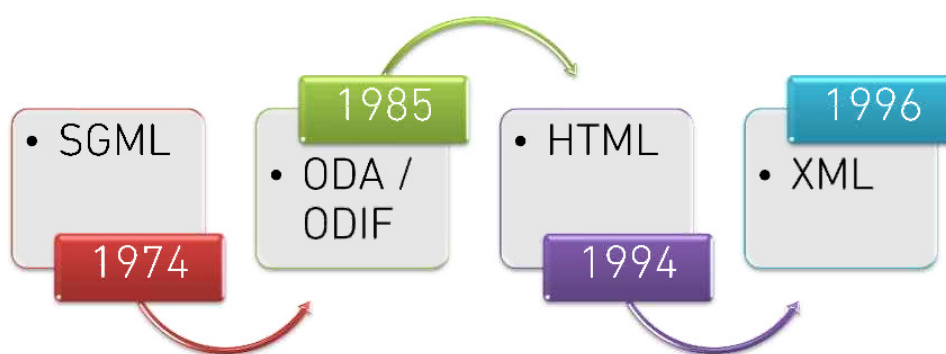 • SGML
1974
1985
• ODA /
ODIF
• HTML
1994
1996
• XML